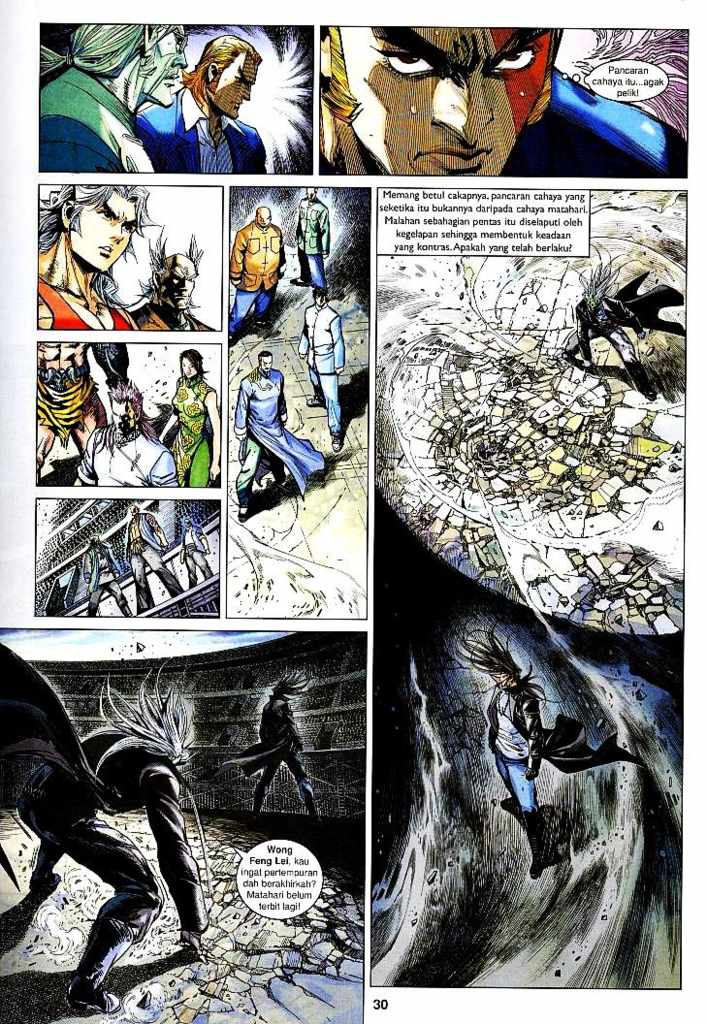 Pancaran
cahaya itu...agak
pelik!
Memang betul cakapnya, pancaran cahaya yang
seketika itu bukannya daripada cahaya matahari.
Malahan sebahagian pentas itu diselaputi oleh
kegelapan sehingga membentuk keadaan
yang kontras. Apakah yang telah berlaku?
Wong
Feng Lei, kau
ingat pertempuran
dah berakhirkah?
Matahari belum
terbit lagi!
30